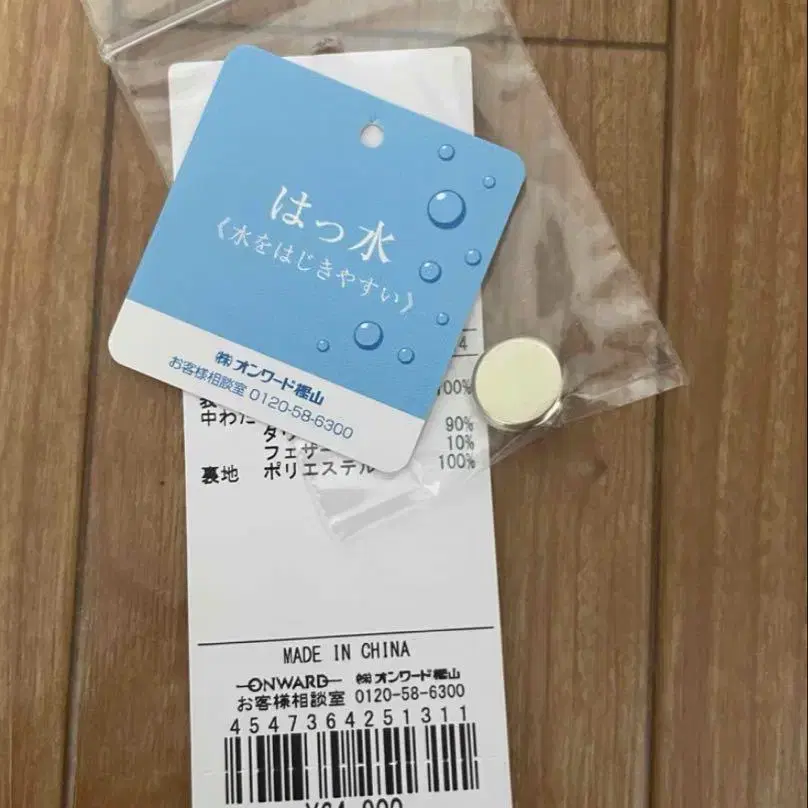 はっ水
《水をはじきやすい》
㈱オンワード樫山
お客様相談室 0120-58-6300
4
100%
中わた
90%
フェザー 10%
裏地 ポリエステル 100%
MADE IN CHINA
ONWARD ㈱オンワード樫山
お客様相談室 0120-58-6300
4547364251311